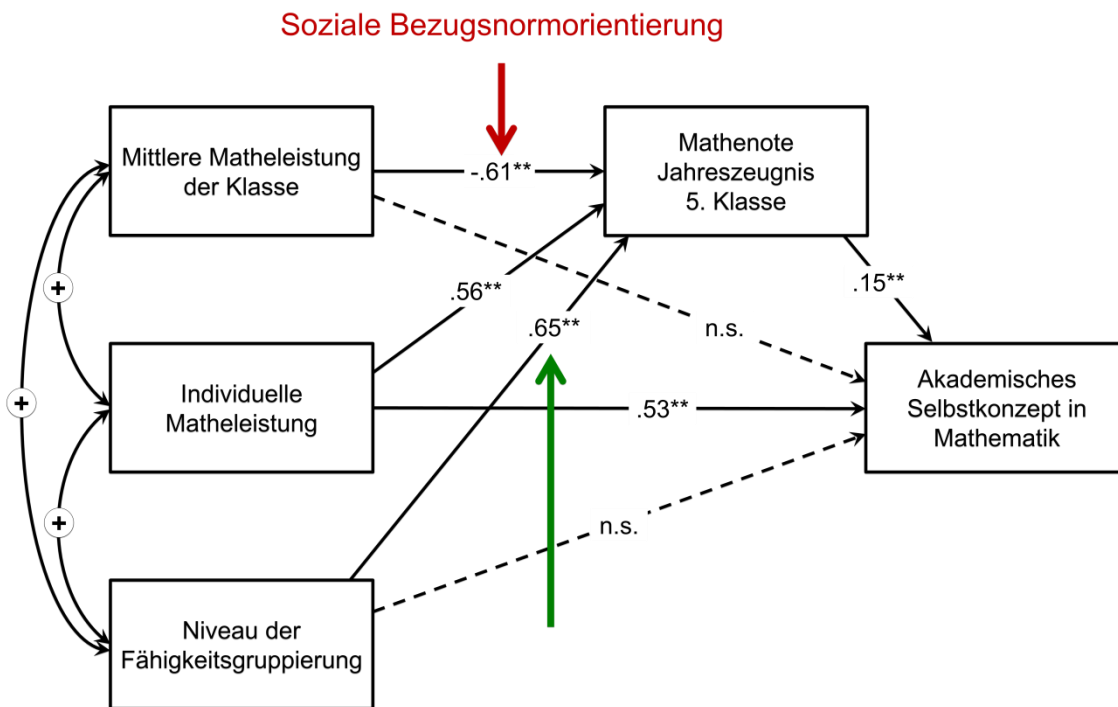 Soziale Bezugsnormorientierung
Mittlere Matheleistung
der Klasse
-.61**
Mathenote
Jahreszeugnis
5. Klasse
+
.56**
.65**
n.s.
.15**
Individuelle
Matheleistung
.53**
Akademisches
Selbstkonzept in
Mathematik
+
+
n.s.
Niveau der
Fähigkeitsgruppierung